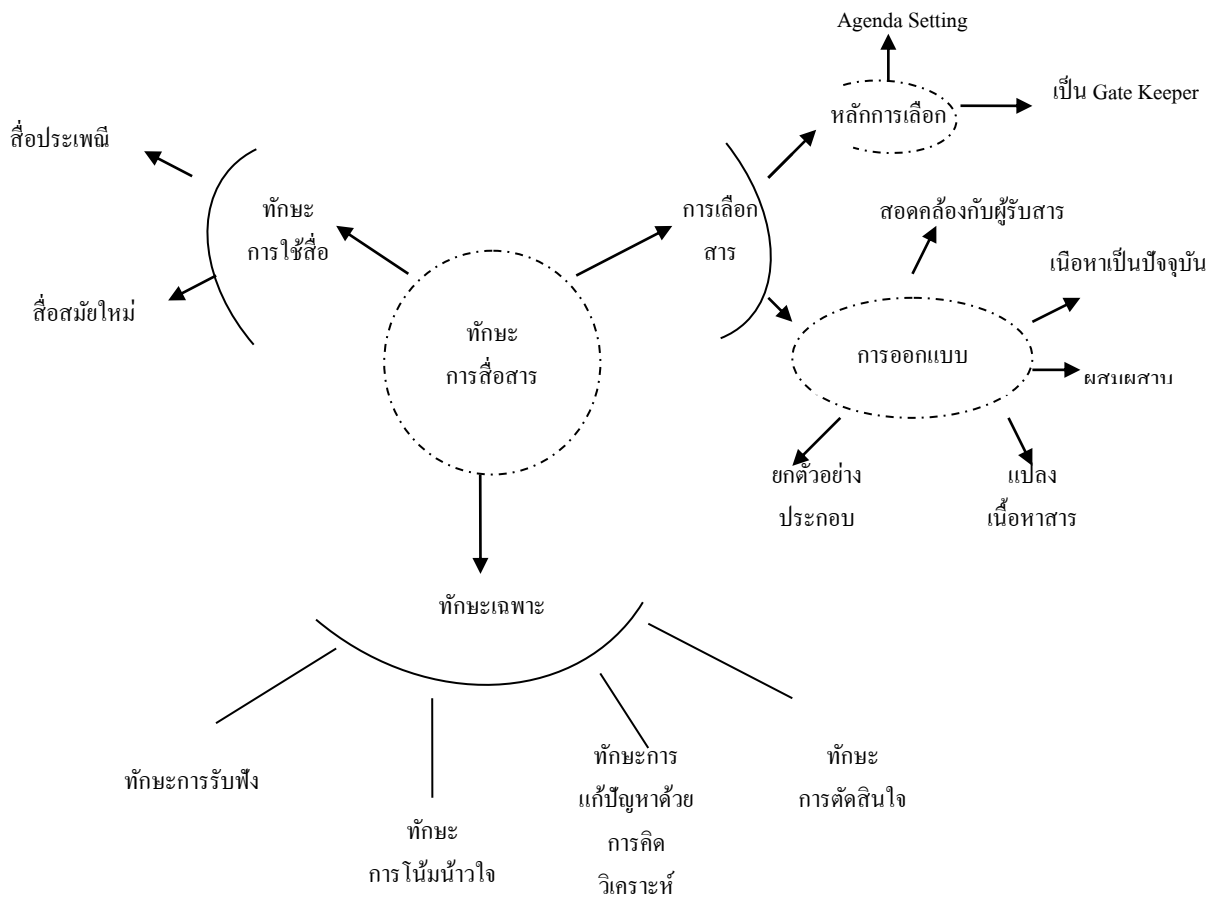 Agenda Setting
เป็น Gate Keeper
หลักการเลือก
สื่อประเพณี
ทักษะ
การใช้สื่อ
การเลือก
สาร
สอดคล้องกับผู้รับสาร
เนื้อหาเป็นปัจจุบัน
สื่อสมัยใหม่
ทักษะ
การสื่อสาร
การออกแบบ
ผสมผสาน
ยกตัวอย่าง
ประกอบ
แปลง
เนื้อหาสาร
ทักษะเฉพาะ
ทักษะการรับฟัง
ทักษะ
การโน้มน้าวใจ
ทักษะการ
แก้ปัญหาด้วย
การคิด
วิเคราะห์
ทักษะ
การตัดสินใจ